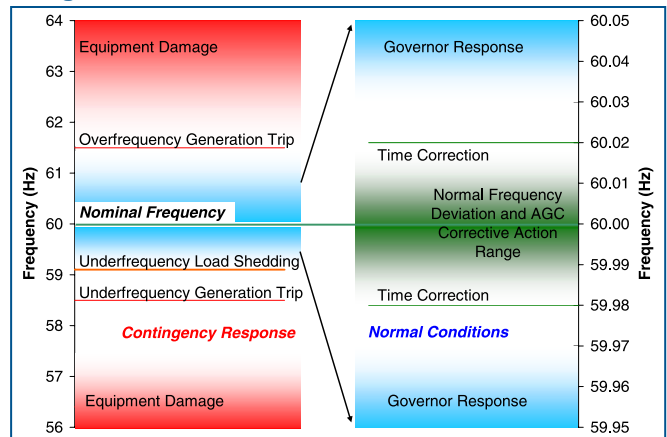 64
63
62
61
60
59
58
57
56
Frequency (Hz)
Equipment Damage
Overfrequency Generation Trip
Nominal Frequency
Underfrequency Load Shedding
Underfrequency Generation Trip
Contingency Response
Equipment Damage
Governor Response
Time Correction
Normal Frequency
Deviation and AGC
Corrective Action
Range
Time Correction
Normal Conditions
Governor Response
60.05
60.04
60.03
60.02
60.01
60.00
59.99
59.98
59.97
59.96
59.95
Frequency (Hz)